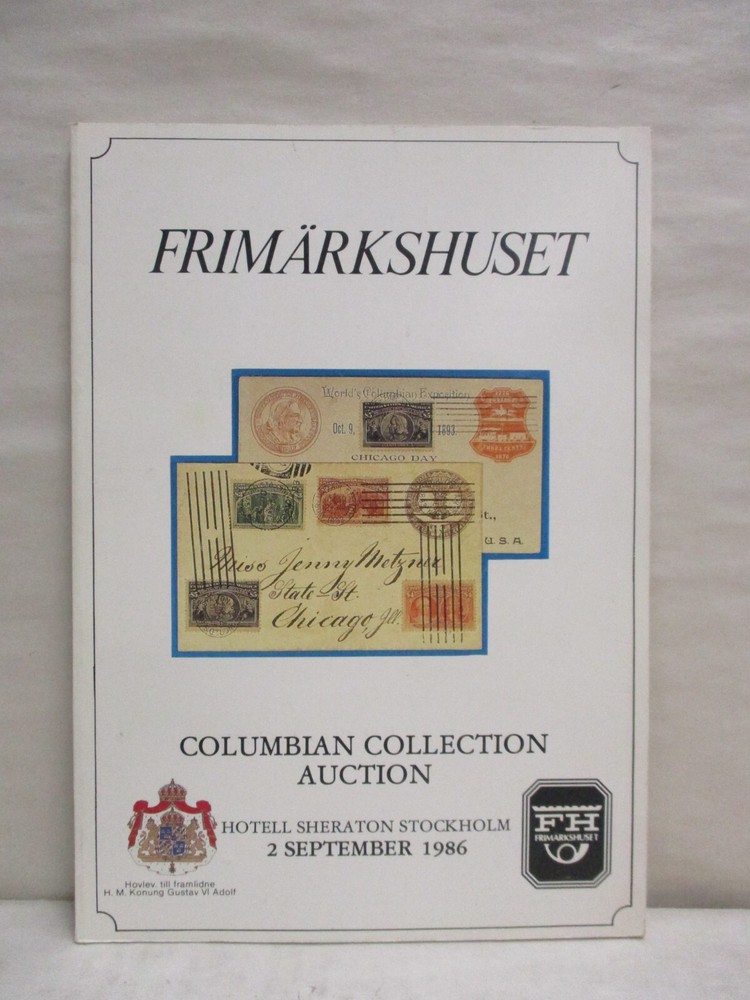 FRIMÄRKSHUSET
World's Columbian Exposition
Oct. 9, 1893
CHICAGO DAY
St.,
U. S. A.
Miss Jenny Metzner
State-St.
Chicago, Ill.
COLUMBIAN COLLECTION
AUCTION
HOTELL SHERATON STOCKHOLM
2 SEPTEMBER 1986
Hovlev. till framlidne
H. M. Konung Gustav VI Adolf
FH
FRIMÄRKSHUSET